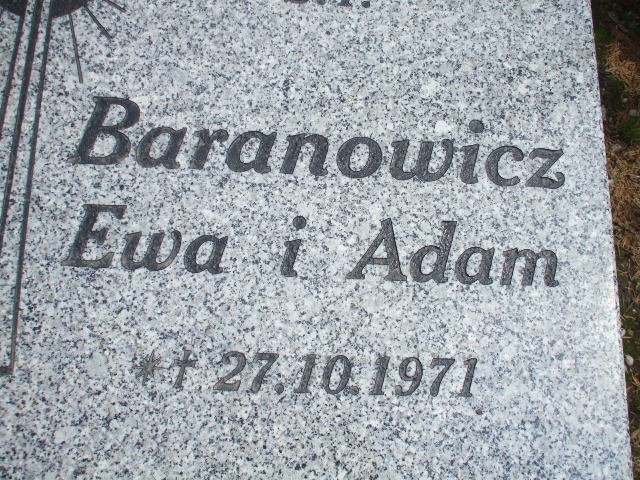 Baranowicz
Ewa i Adam
*† 27.10.1971